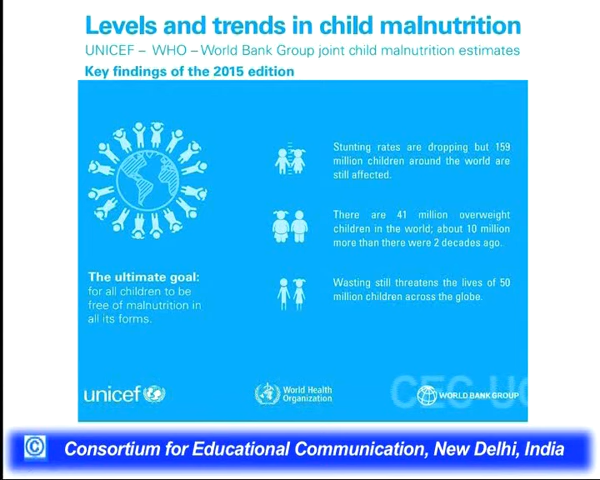 Levels and trends in child malnutrition
UNICEF – WHO – World Bank Group joint child malnutrition estimates
Key findings of the 2015 edition
Stunting rates are dropping but 159
million children around the world are
still affected.
There are 41 million overweight
children in the world; about 10 million
more than there were 2 decades ago.
Wasting still threatens the lives of 50
million children across the globe.
The ultimate goal:
for all children to be
free of malnutrition in
all its forms.
unicef
World Health
Organization
WORLD BANK GROUP
CEC-UG
© Consortium for Educational Communication, New Delhi, India